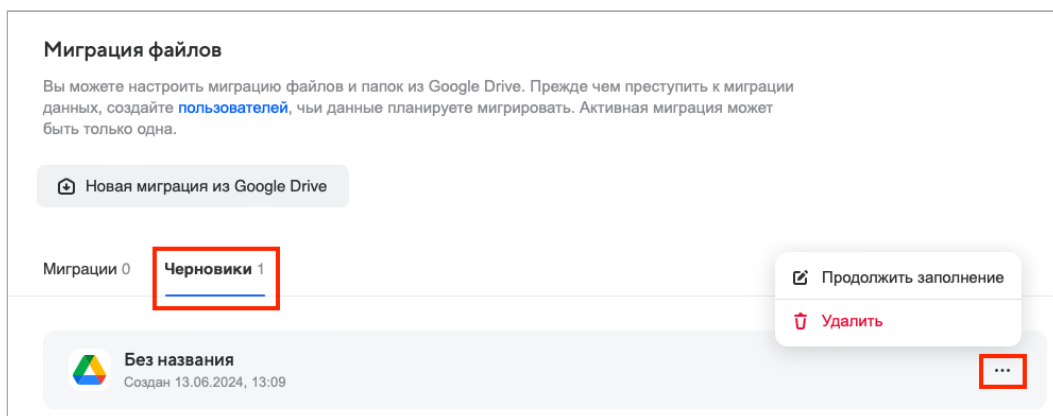 Миграция файлов
Вы можете настроить миграцию файлов и папок из Google Drive. Прежде чем преступить к миграции
данных, создайте пользователей, чьи данные планируете мигрировать. Активная миграция может
быть только одна.
Новая миграция из Google Drive
Миграции 0 Черновики 1
Продолжить заполнение
Удалить
Без названия
Создан 13.06.2024, 13:09